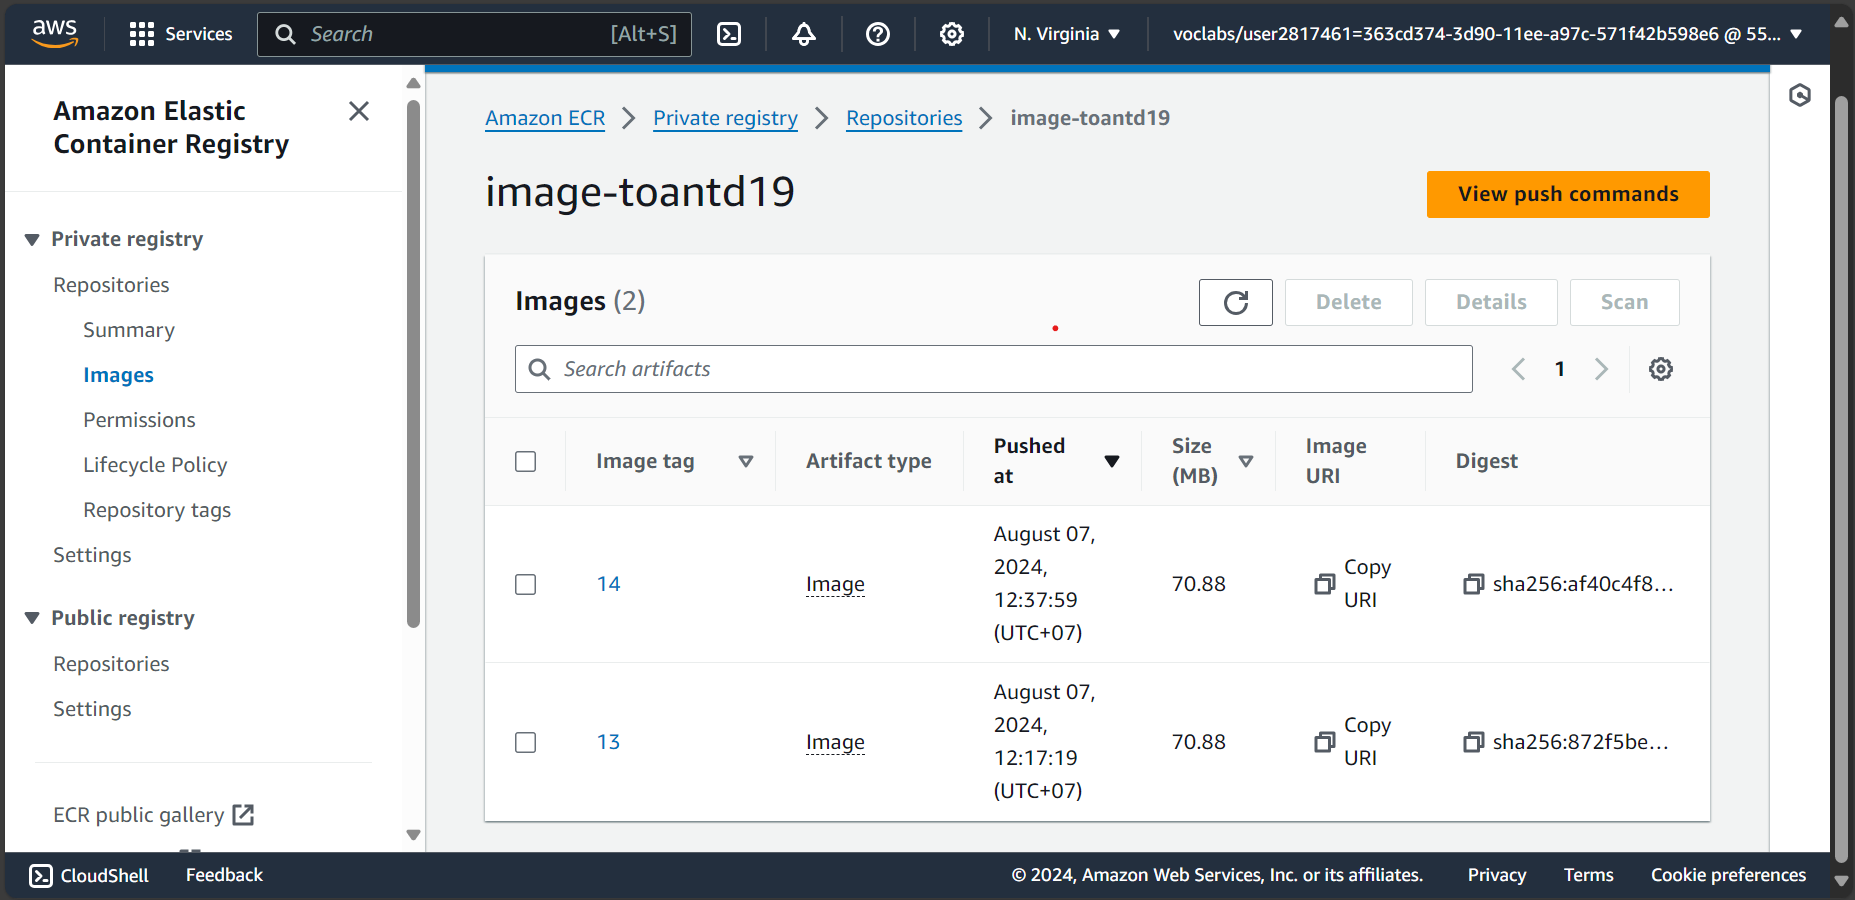 aws
Services
Search
[Alt+S]
N. Virginia
voclabs/user2817461=363cd374-3d90-11ee-a97c-571f42b598e6 @ 55...
Amazon Elastic
Container Registry
Private registry
Repositories
Summary
Images
Permissions
Lifecycle Policy
Repository tags
Settings
Public registry
Repositories
Settings
ECR public gallery
Amazon ECR
Private registry
Repositories
image-toantd19
image-toantd19
View push commands
Images (2)
Delete
Details
Scan
Search artifacts
1
Image tag
Artifact type
Pushed
at
Size
(MB)
Image
URI
Digest
14
Image
August 07,
2024,
12:37:59
(UTC+07)
70.88
Copy
URI
sha256:af40c4f8...
13
Image
August 07,
2024,
12:17:19
(UTC+07)
70.88
Copy
URI
sha256:872f5be...
CloudShell
Feedback
© 2024, Amazon Web Services, Inc. or its affiliates.
Privacy
Terms
Cookie preferences